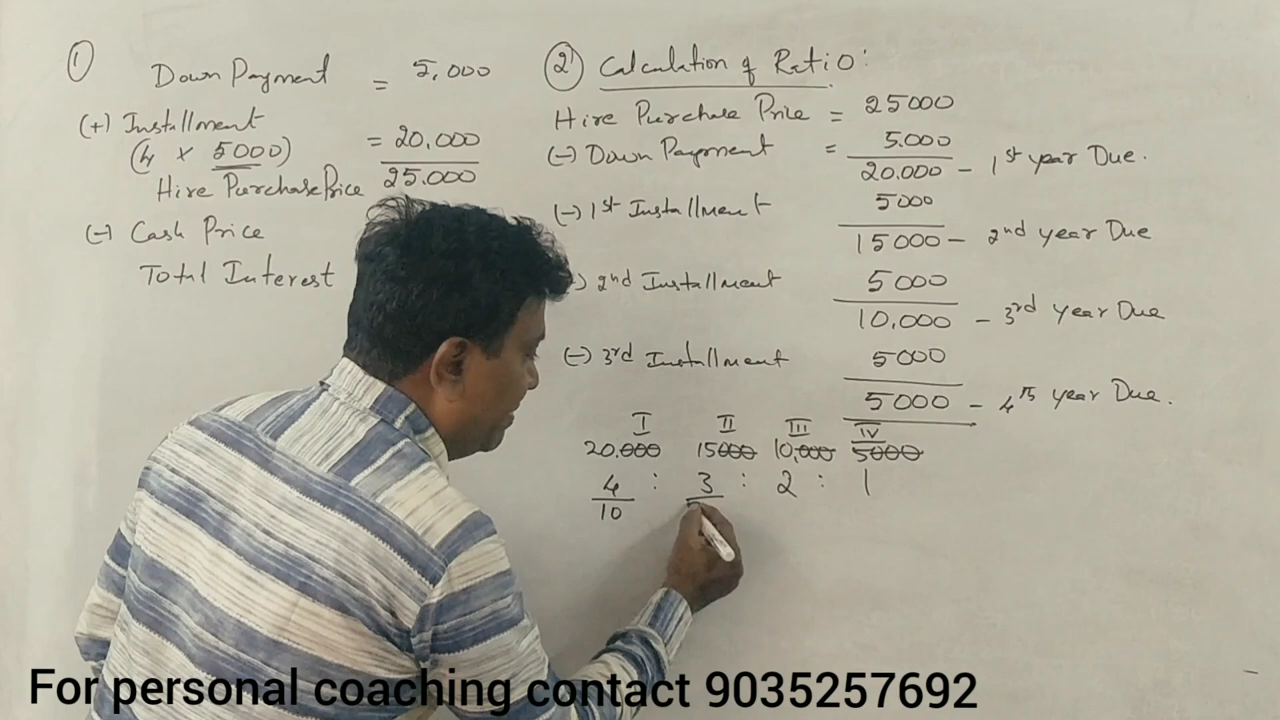 ①
Down Payment = 5,000
(+) Installment
(4 × 5000) = 20,000
Hire Purchase Price 25.000
(-) Cash Price
Total Interest
② Calculation of Ratio:
Hire Purchase Price = 25000
(-) Down Payment = 5.000
20.000 - 1st year Due.
(-) 1st Installment 5000
15000 - 2nd year Due
) 2nd Installment 5000
10,000 - 3rd year Due
(-) 3rd Installment 5000
5000 - 4th year Due.
I II III IV
20.000 15000 10,000 5000
4 : 3 : 2 : 1
10
For personal coaching contact 9035257692